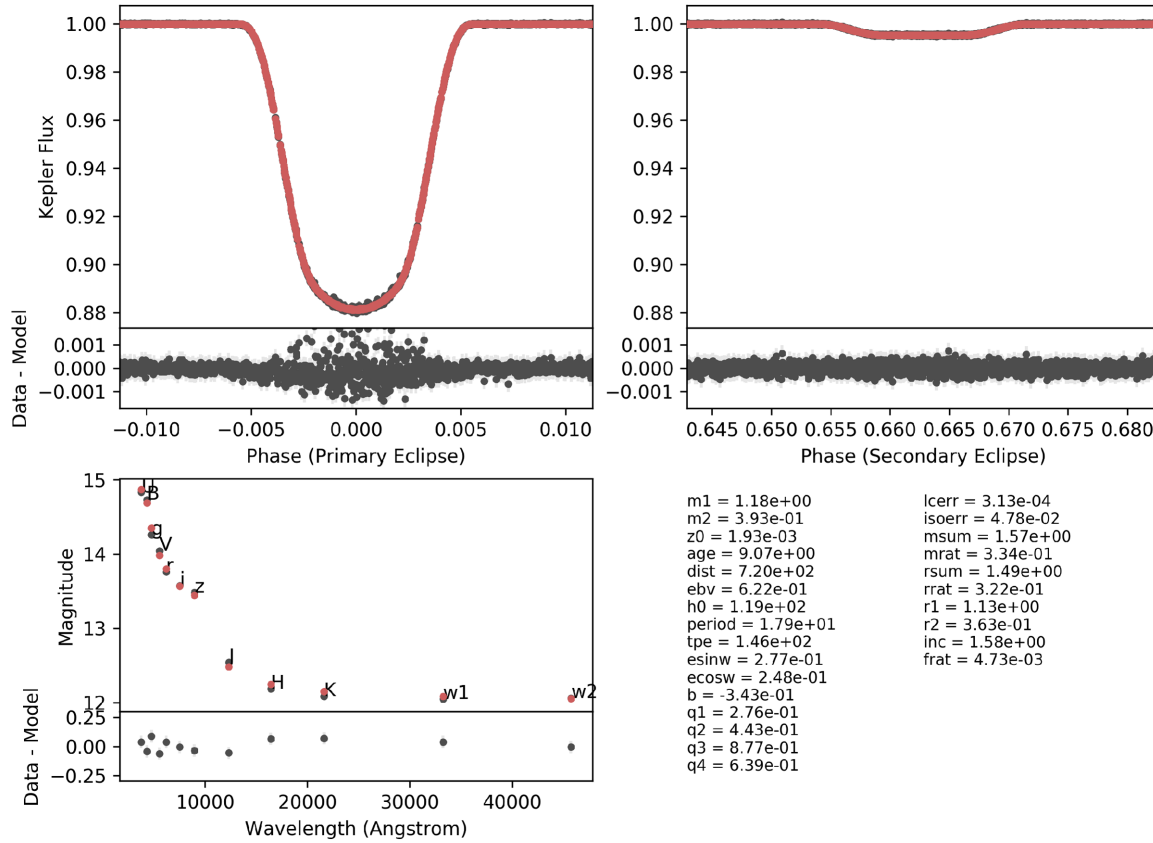 1.00
0.98
0.96
0.94
0.92
0.90
0.88
Kepler Flux
0.001
0.000
−0.001
Data - Model
−0.010 −0.005 0.000 0.005 0.010
Phase (Primary Eclipse)
1.00
0.98
0.96
0.94
0.92
0.90
0.88
0.001
0.000
−0.001
0.645 0.650 0.655 0.660 0.665 0.670 0.675 0.680
Phase (Secondary Eclipse)
15
14
13
12
Magnitude
U
B
g
V
r
i
z
J
H
K
w1
w2
0.25
0.00
−0.25
Data - Model
10000 20000 30000 40000
Wavelength (Angstrom)
m1 = 1.18e+00
m2 = 3.93e-01
z0 = 1.93e-03
age = 9.07e+00
dist = 7.20e+02
ebv = 6.22e-01
h0 = 1.19e+02
period = 1.79e+01
tpe = 1.46e+02
esinw = 2.77e-01
ecosw = 2.48e-01
b = -3.43e-01
q1 = 2.76e-01
q2 = 4.43e-01
q3 = 8.77e-01
q4 = 6.39e-01
lcerr = 3.13e-04
isoerr = 4.78e-02
msum = 1.57e+00
mrat = 3.34e-01
rsum = 1.49e+00
rrat = 3.22e-01
r1 = 1.13e+00
r2 = 3.63e-01
inc = 1.58e+00
frat = 4.73e-03